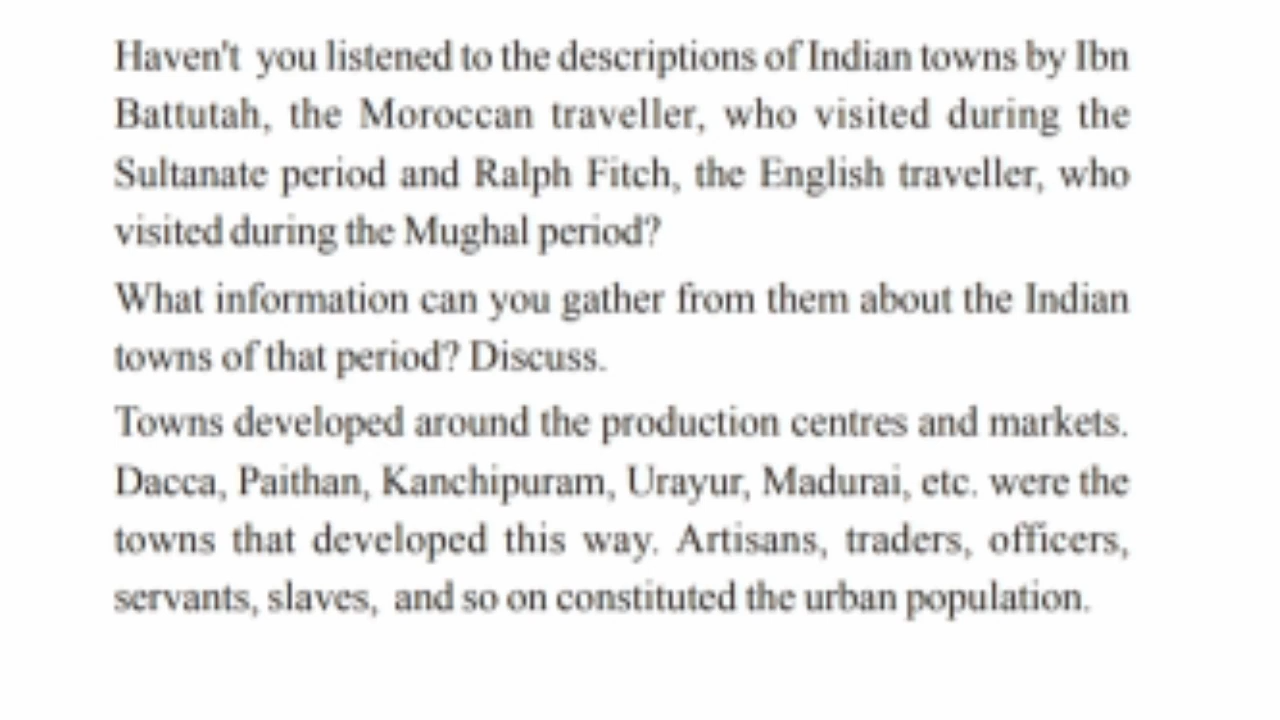 Haven't you listened to the descriptions of Indian towns by Ibn
Battutah, the Moroccan traveller, who visited during the
Sultanate period and Ralph Fitch, the English traveller, who
visited during the Mughal period?
What information can you gather from them about the Indian
towns of that period? Discuss.
Towns developed around the production centres and markets.
Dacca, Paithan, Kanchipuram, Urayur, Madurai, etc. were the
towns that developed this way. Artisans, traders, officers,
servants, slaves, and so on constituted the urban population.